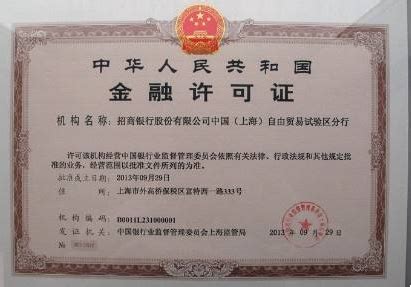 中华人民共和国
金融许可证
机构名称：招商银行股份有限公司中国（上海）自由贸易试验区分行
许可该机构经营中国银行业监督管理委员会依照有关法律、行政法规和其他规定批
准的业务，经营范围以批准文件所列的为准。
批准成立日期：2013年09月29日
住所：上海市外高桥保税区富特西一路333号
机构编码：B0011L231000001
发证机关：中国银行业监督管理委员会上海监管局 2013年09月29日
No